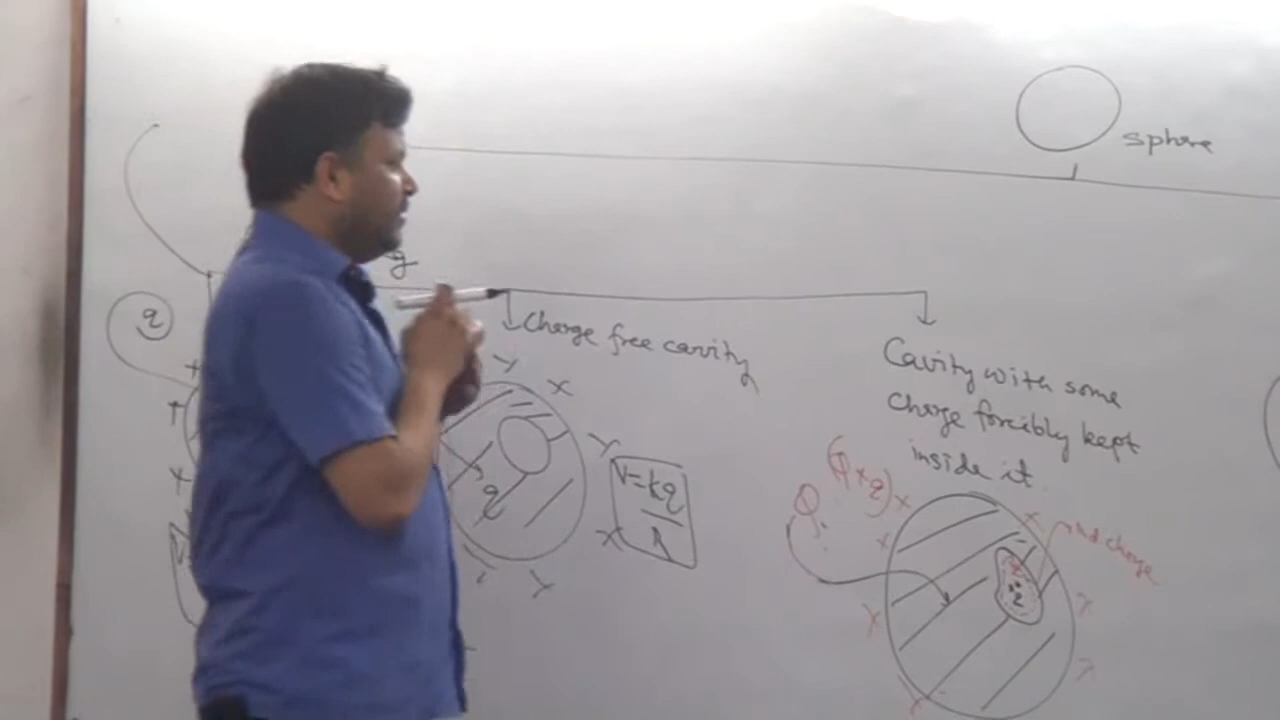 sphere
q
Charge free cavity
q
V=kq
R
Cavity with some
charge forcibly kept
inside it
(Q+q)
Q
ind charge
q